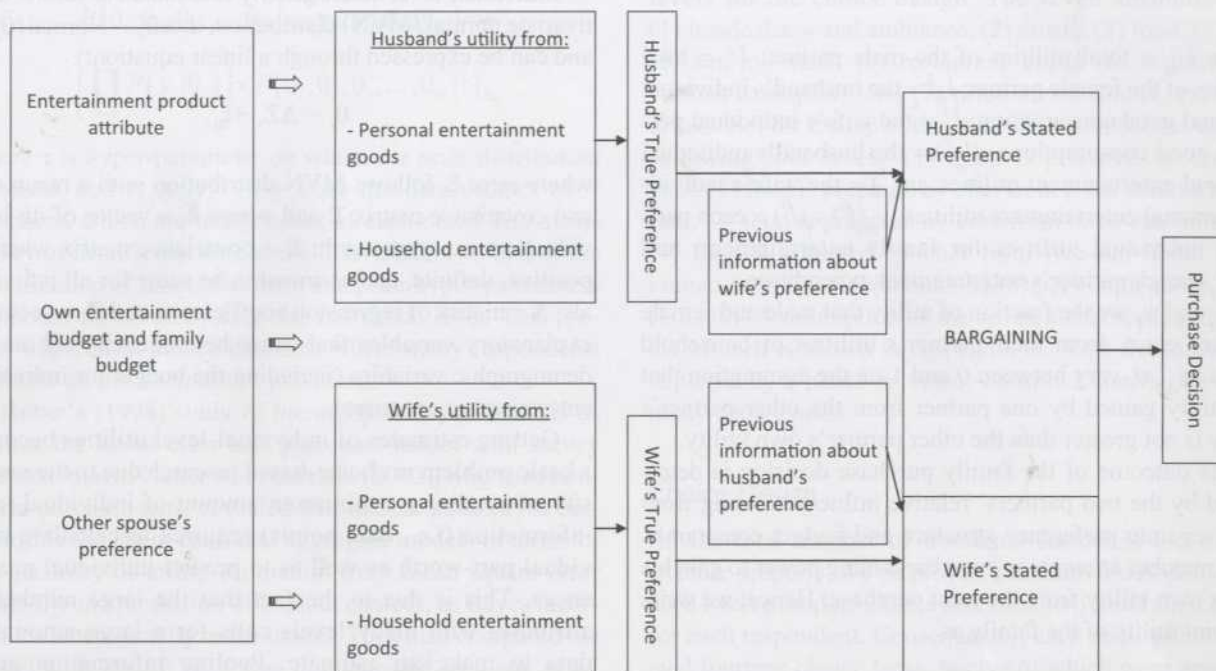 Husband's utility from:
Entertainment product
attribute
- Personal entertainment
goods
- Household entertainment
goods
Husband's True Preference
Husband's Stated
Preference
Previous
information about
wife's preference
Own entertainment
budget and family
budget
BARGAINING
Purchase Decision
Wife's utility from:
Previous
information about
husband's
preference
- Personal entertainment
goods
Other spouse's
preference
Wife's True Preference
Wife's Stated
Preference
- Household entertainment
goods